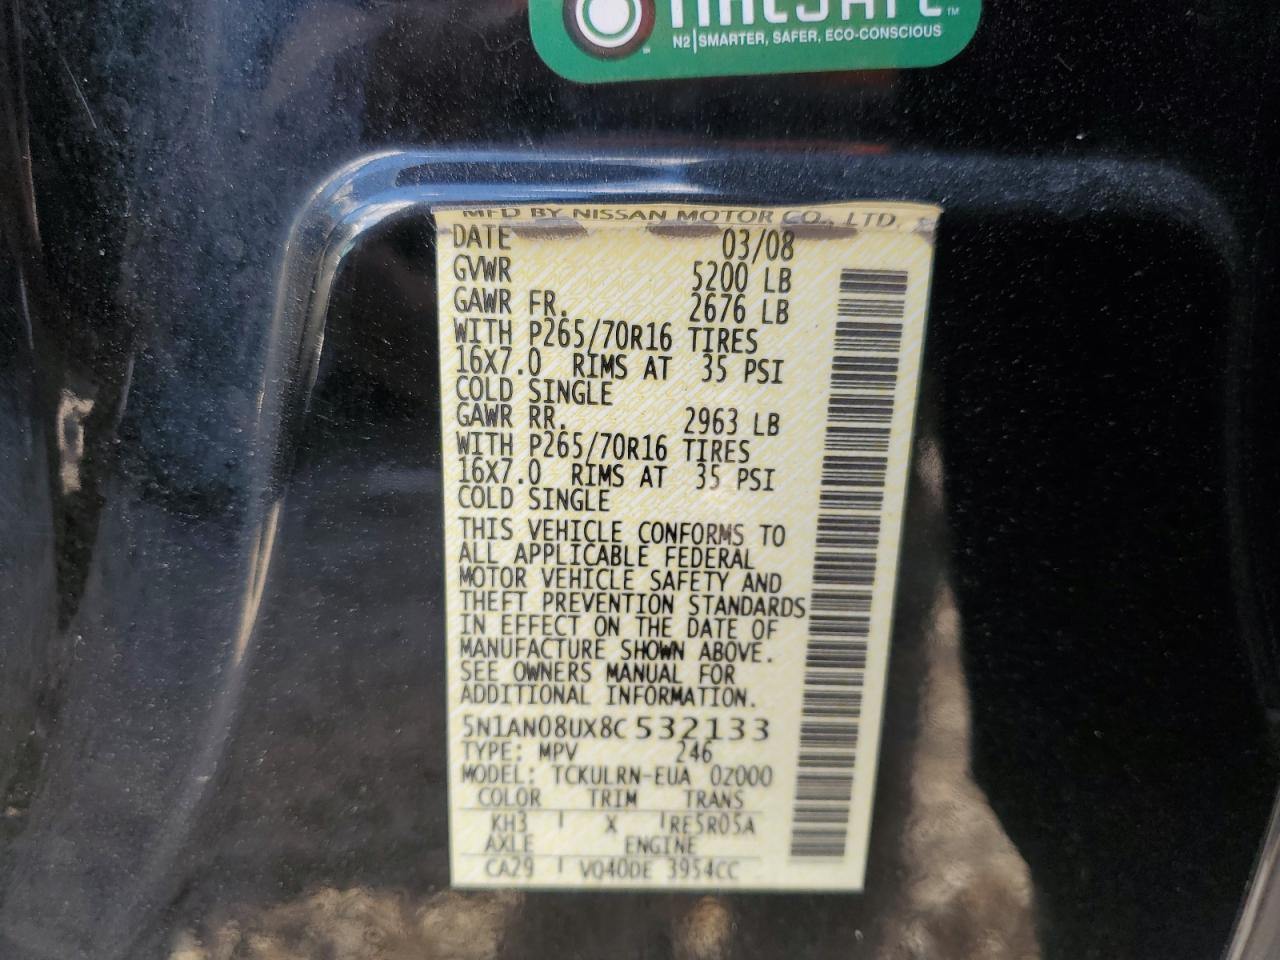 N2|SMARTER, SAFER, ECO-CONSCIOUS
MFD BY NISSAN MOTOR CO., LTD.
DATE 03/08
GVWR 5200 LB
GAWR FR. 2676 LB
WITH P265/70R16 TIRES
16X7.0 RIMS AT 35 PSI
COLD SINGLE
GAWR RR. 2963 LB
WITH P265/70R16 TIRES
16X7.0 RIMS AT 35 PSI
COLD SINGLE
THIS VEHICLE CONFORMS TO
ALL APPLICABLE FEDERAL
MOTOR VEHICLE SAFETY AND
THEFT PREVENTION STANDARDS
IN EFFECT ON THE DATE OF
MANUFACTURE SHOWN ABOVE.
SEE OWNERS MANUAL FOR
ADDITIONAL INFORMATION.
5N1AN08UX8C532133
TYPE: MPV 246
MODEL: TCKULRN-EUA 02000
COLOR TRIM TRANS
KH3 | X | RE5R05A
AXLE ENGINE
CA29 | VQ40DE 3954CC